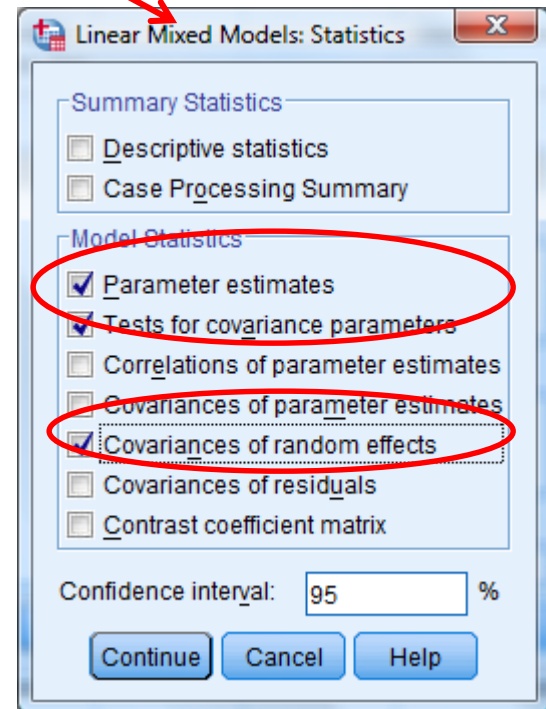 Linear Mixed Models: Statistics
Summary Statistics
Descriptive statistics
Case Processing Summary
Model Statistics
Parameter estimates
Tests for covariance parameters
Correlations of parameter estimates
Covariances of parameter estimates
Covariances of random effects
Covariances of residuals
Contrast coefficient matrix
Confidence interval: 95 %
Continue Cancel Help